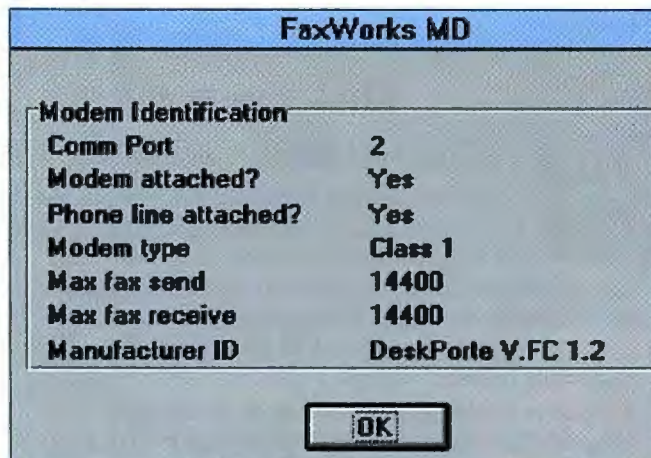 FaxWorks MD
Modem Identification
Comm Port 2
Modem attached? Yes
Phone line attached? Yes
Modem type Class 1
Max fax send 14400
Max fax receive 14400
Manufacturer ID DeskPorte V.FC 1.2
OK